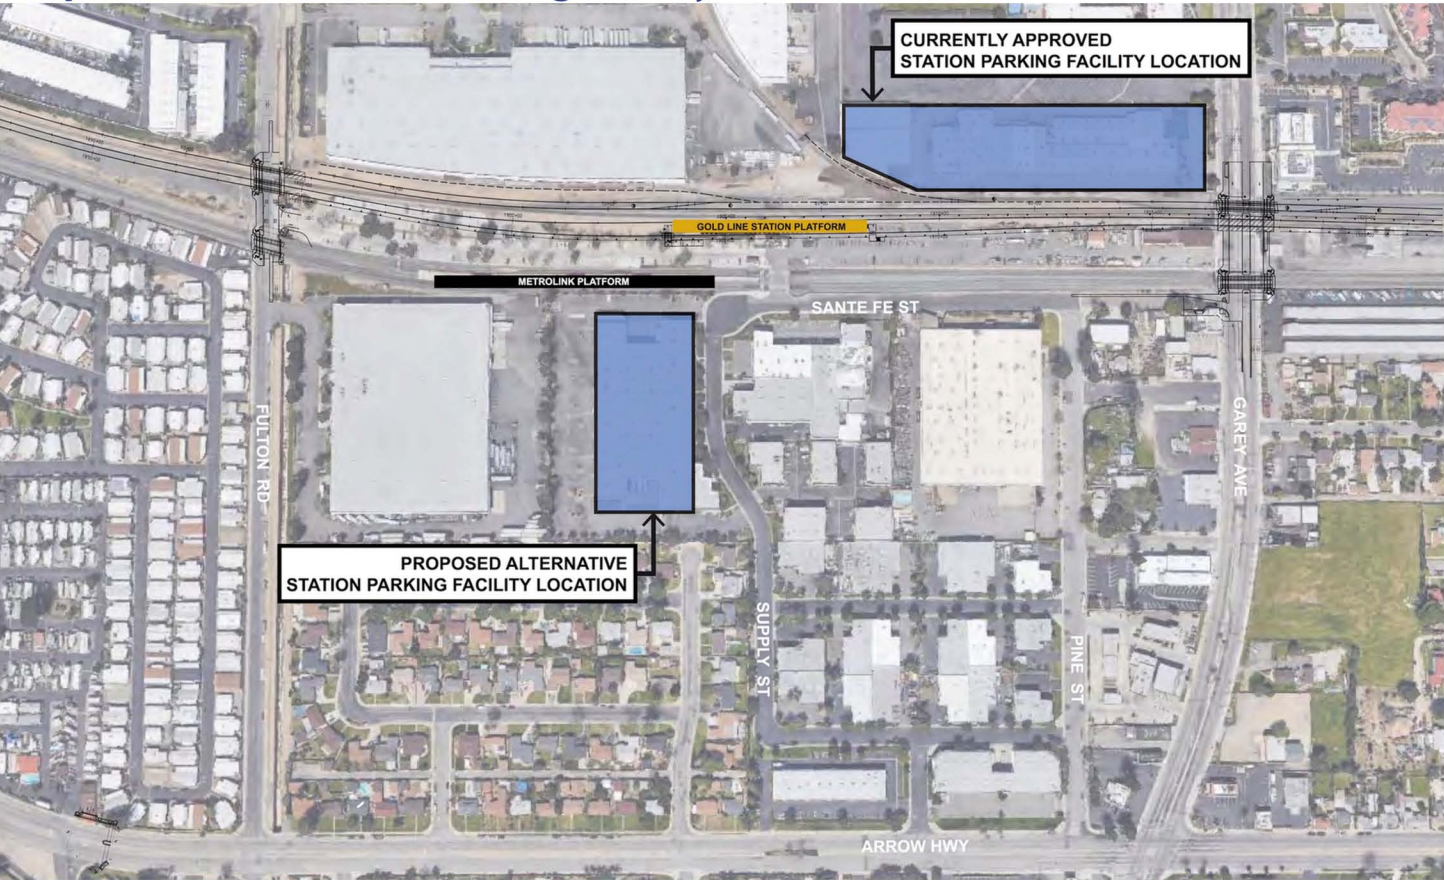 CURRENTLY APPROVED
STATION PARKING FACILITY LOCATION
GOLD LINE STATION PLATFORM
METROLINK PLATFORM
SANTE FE ST
FULTON RD
GAREY AVE
PROPOSED ALTERNATIVE
STATION PARKING FACILITY LOCATION
SUPPLY ST
PINE ST
ARROW HWY